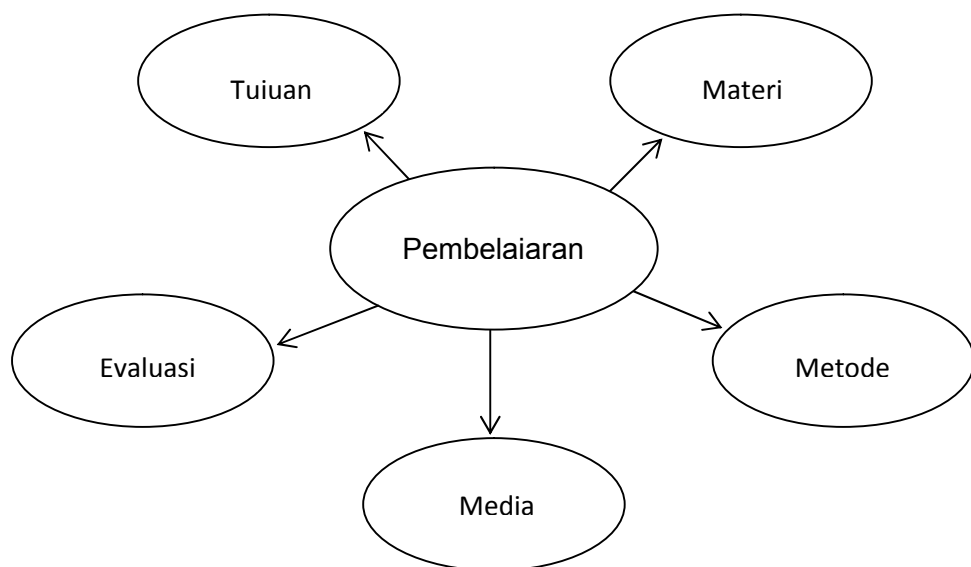 Tuiuan
Materi
Pembelaiaran
Evaluasi
Metode
Media